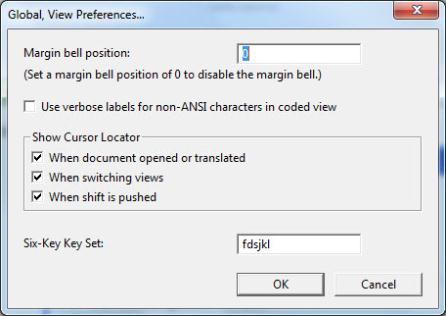 Global, View Preferences...
Margin bell position:
0
(Set a margin bell position of 0 to disable the margin bell.)
Use verbose labels for non-ANSI characters in coded view
Show Cursor Locator
When document opened or translated
When switching views
When shift is pushed
Six-Key Key Set:
fdsjkl
OK
Cancel